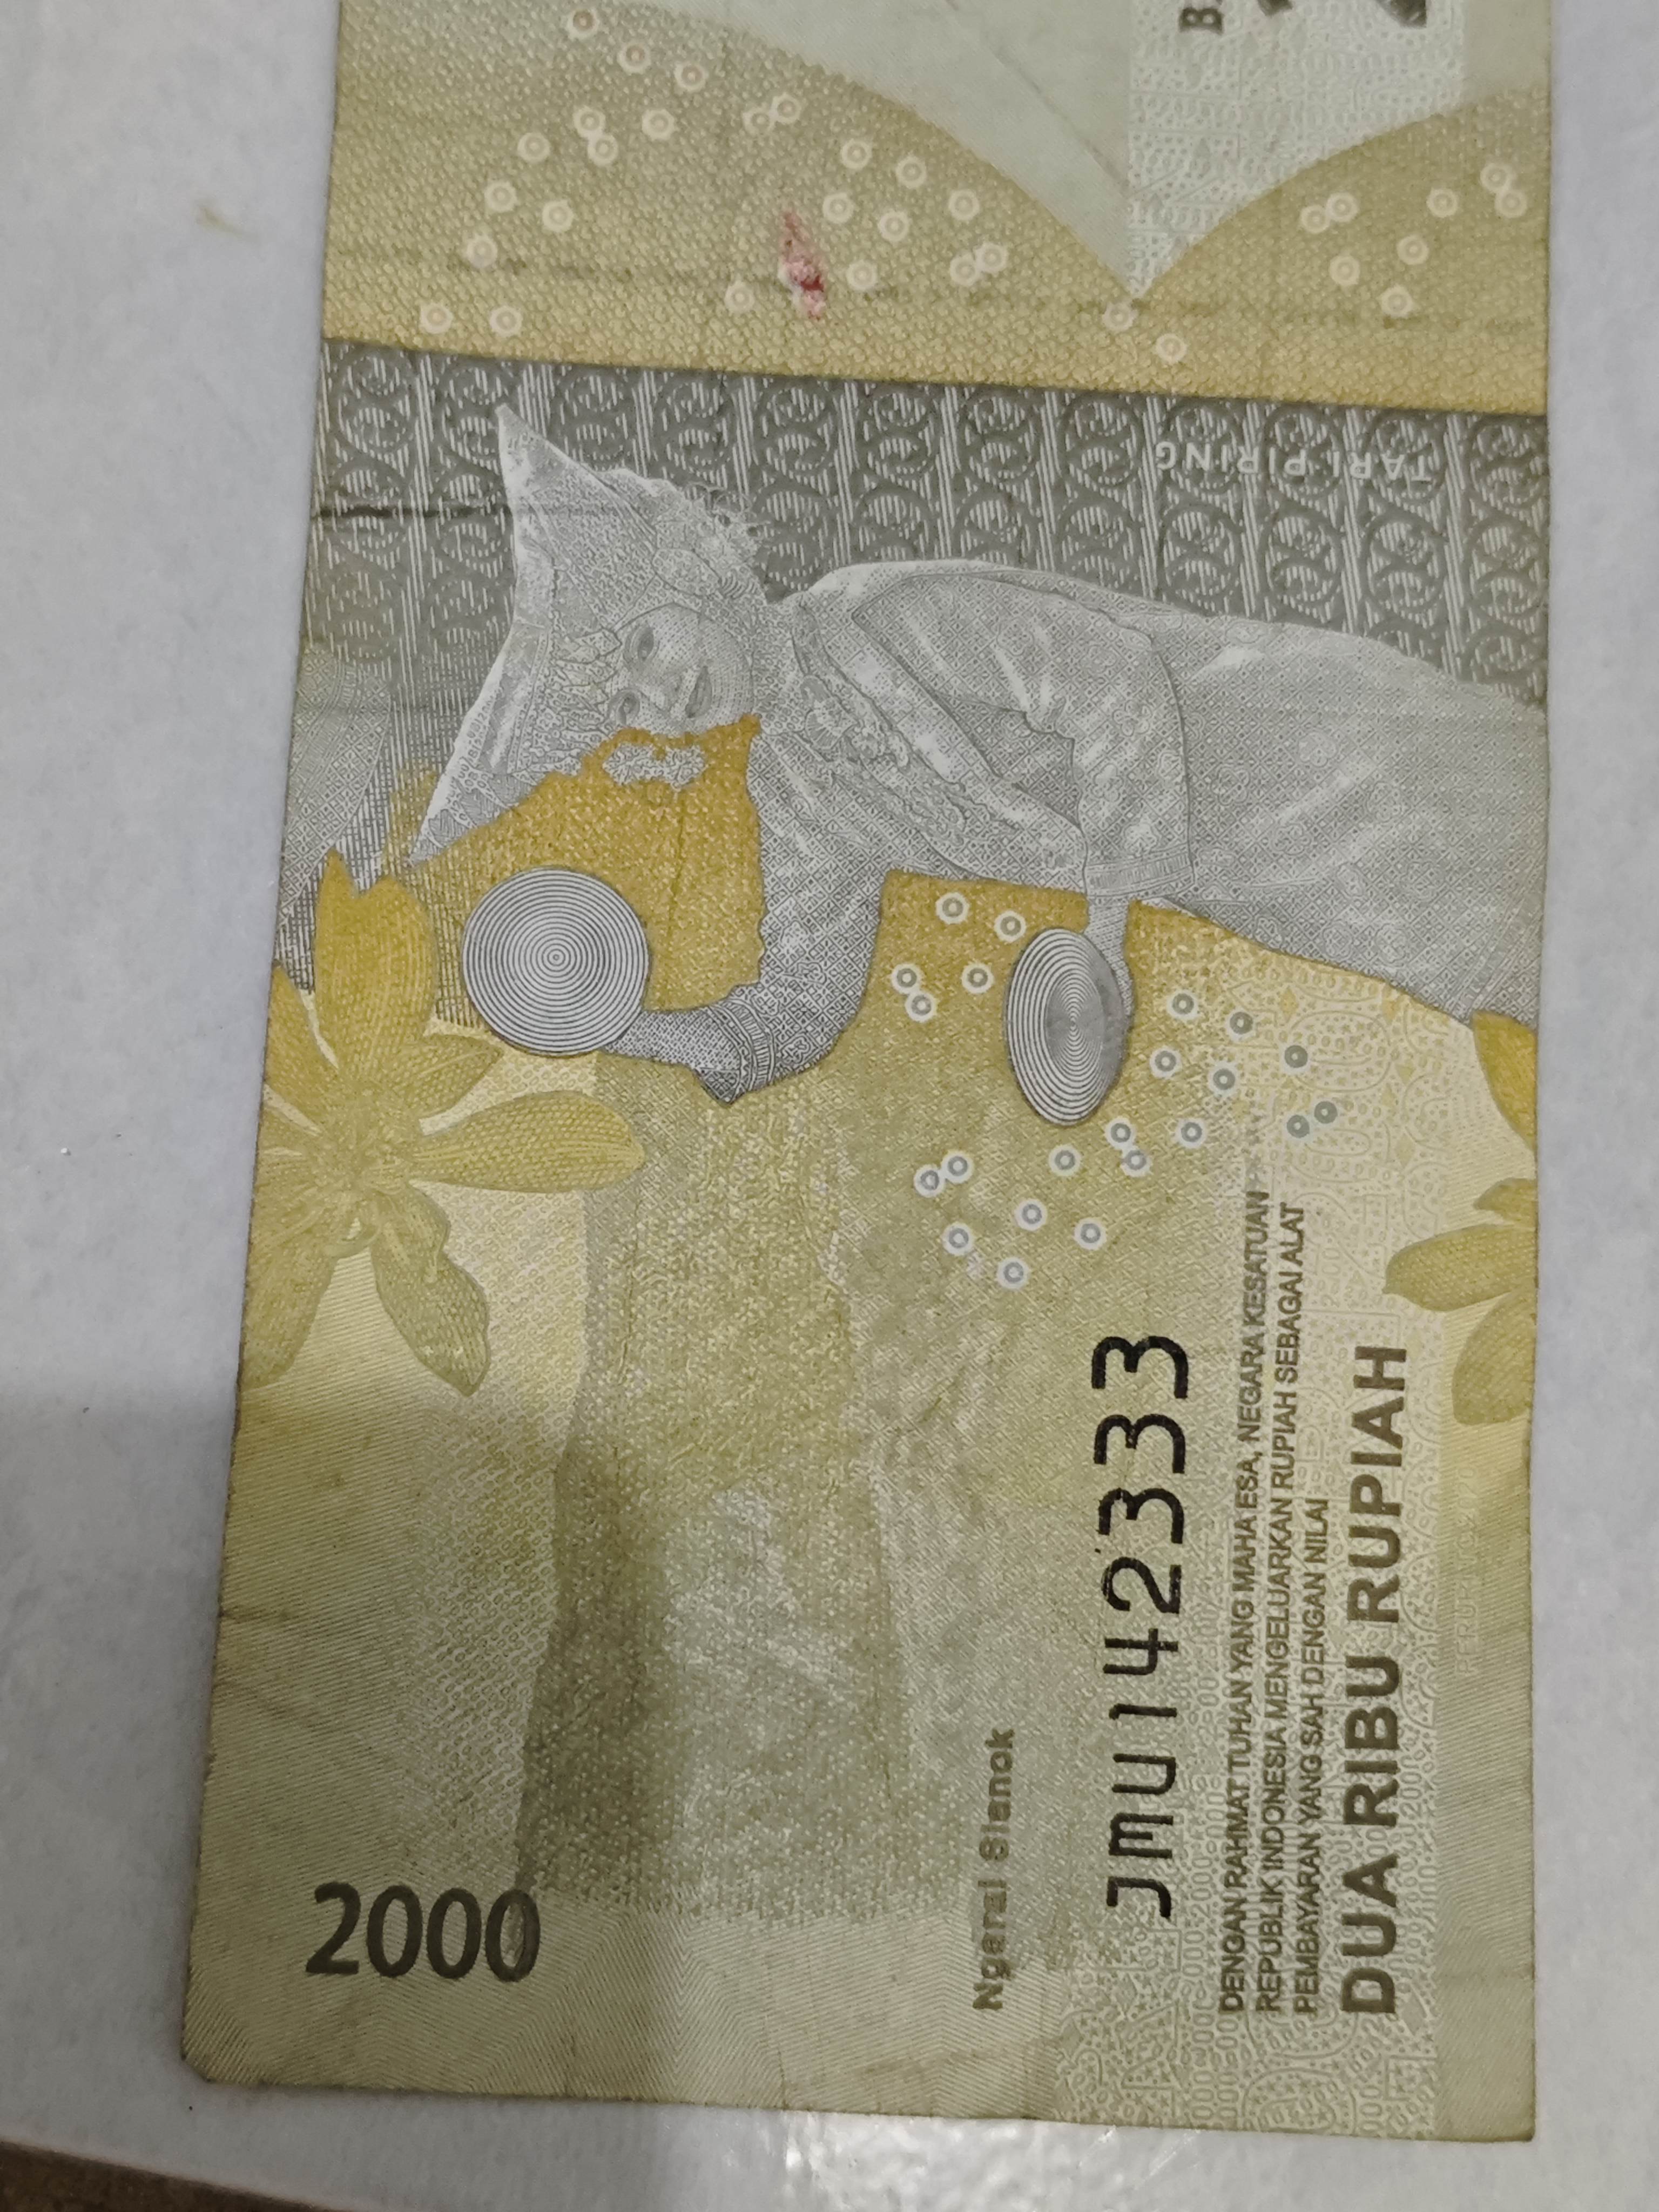 2000
Ngarai Sianok
JMU142333
DENGAN RAHMAT TUHAN YANG MAHA ESA, NEGARA KESATUAN
REPUBLIK INDONESIA MENGELUARKAN RUPIAH SEBAGAI ALAT
PEMBAYARAN YANG SAH DENGAN NILAI
DUA RIBU RUPIAH
TARI PIRING